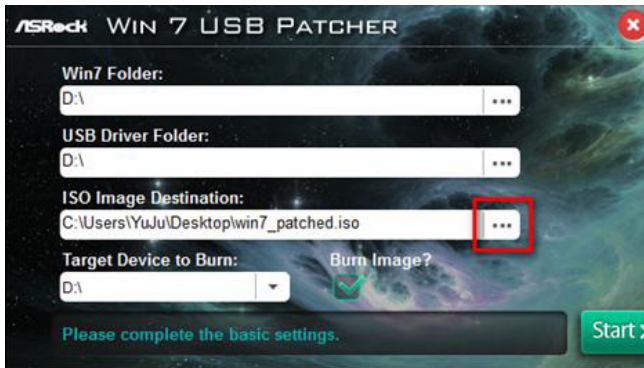 ASRock WIN 7 USB PATCHER
Win7 Folder:
D:\
USB Driver Folder:
D:\
ISO Image Destination:
C:\Users\YuJu\Desktop\win7_patched.iso
Target Device to Burn: Burn Image?
D:\
Please complete the basic settings.
Start